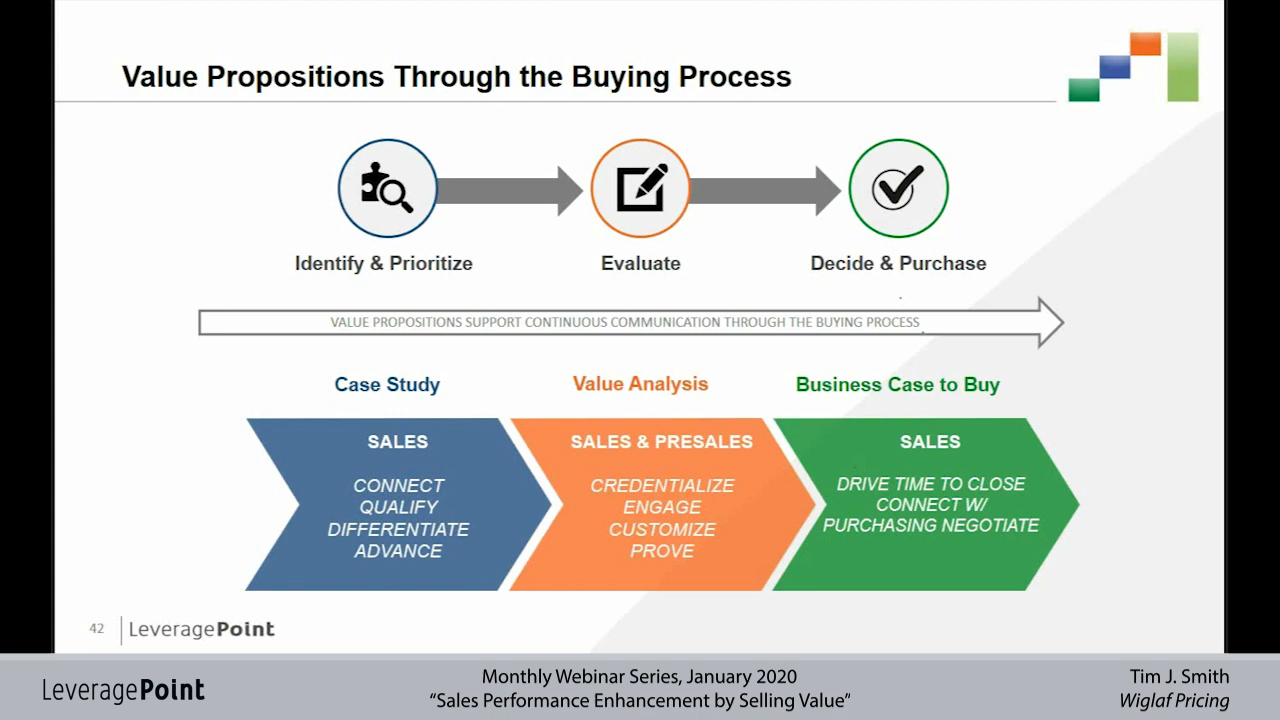 Value Propositions Through the Buying Process
Identify & Prioritize
Evaluate
Decide & Purchase
VALUE PROPOSITIONS SUPPORT CONTINUOUS COMMUNICATION THROUGH THE BUYING PROCESS
Case Study
Value Analysis
Business Case to Buy
SALES
CONNECT
QUALIFY
DIFFERENTIATE
ADVANCE
SALES & PRESALES
CREDENTIALIZE
ENGAGE
CUSTOMIZE
PROVE
SALES
DRIVE TIME TO CLOSE
CONNECT W/
PURCHASING NEGOTIATE
42
LeveragePoint
LeveragePoint
Monthly Webinar Series, January 2020
“Sales Performance Enhancement by Selling Value”
Tim J. Smith
Wiglaf Pricing